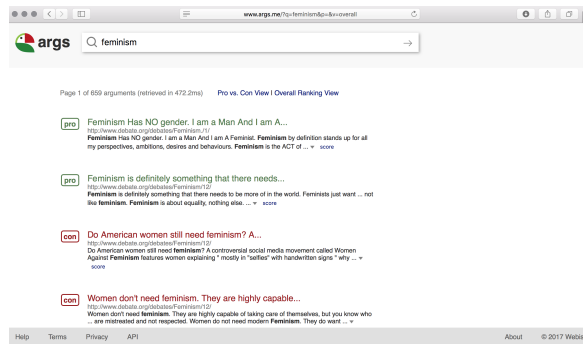 www.args.me/?q=feminism&p=&v=overall
args
feminism
Page 1 of 659 arguments (retrieved in 472.2ms) Pro vs. Con View | Overall Ranking View
pro Feminism Has NO gender. I am a Man And I am A...
http://www.debate.org/debates/Feminism./1/
Feminism Has NO gender. I am a Man And I am A Feminist. Feminism by definition stands up for all
my perspectives, ambitions, desires and behaviours. Feminism is the ACT of ... score
pro Feminism is definitely something that there needs...
http://www.debate.org/debates/Feminism/12/
Feminism is definitely something that there needs to be more of in the world. Feminists just want ... not
like feminism. Feminism is about equality, nothing else. ... score
con Do American women still need feminism? A...
http://www.debate.org/debates/Feminism/12/
Do American women still need feminism? A controversial social media movement called Women
Against Feminism features women explaining " mostly in "selfies" with handwritten signs " why ...
score
con Women don't need feminism. They are highly capable...
http://www.debate.org/debates/Feminism/12/
Women don't need feminism. They are highly capable of taking care of themselves, but you know who
... are mistreated and not respected. Women do not need modern Feminism. They do want ...
Help Terms Privacy API About © 2017 Webis